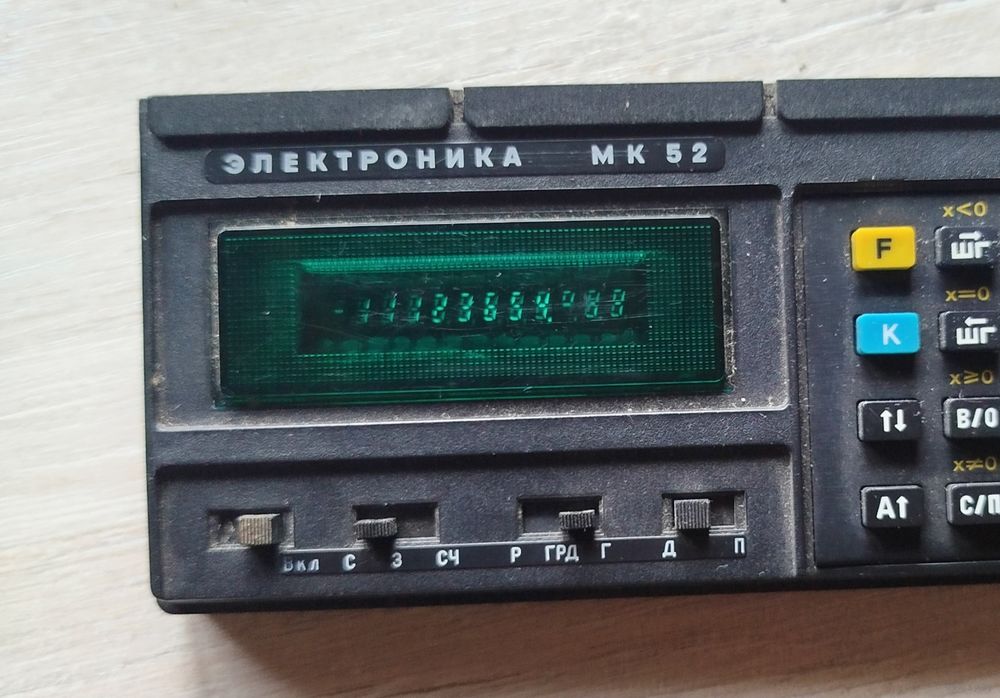 ЭЛЕКТРОНИКА МК 52
x<0
F
x=0
K
x≥0
↑↓ В/О
x≠0
А↑ С/П
Вкл С З СЧ Р ГРД Г Д П